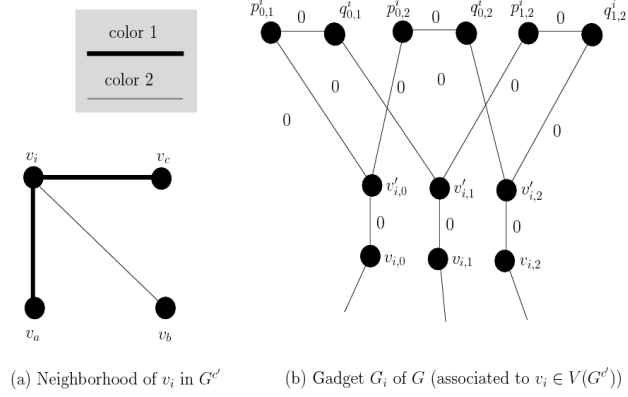 color 1
color 2
v_i
v_c
v_a
v_b
(a) Neighborhood of v_i in G^{c'}
p^i_{0,1} 0 q^i_{0,1} p^i_{0,2} 0 q^i_{0,2} p^i_{1,2} 0 q^i_{1,2}
0 0 0 0 0 0
v'_{i,0} v'_{i,1} v'_{i,2}
0 0 0
v_{i,0} v_{i,1} v_{i,2}
(b) Gadget G_i of G (associated to v_i ∈ V(G^{c'}))